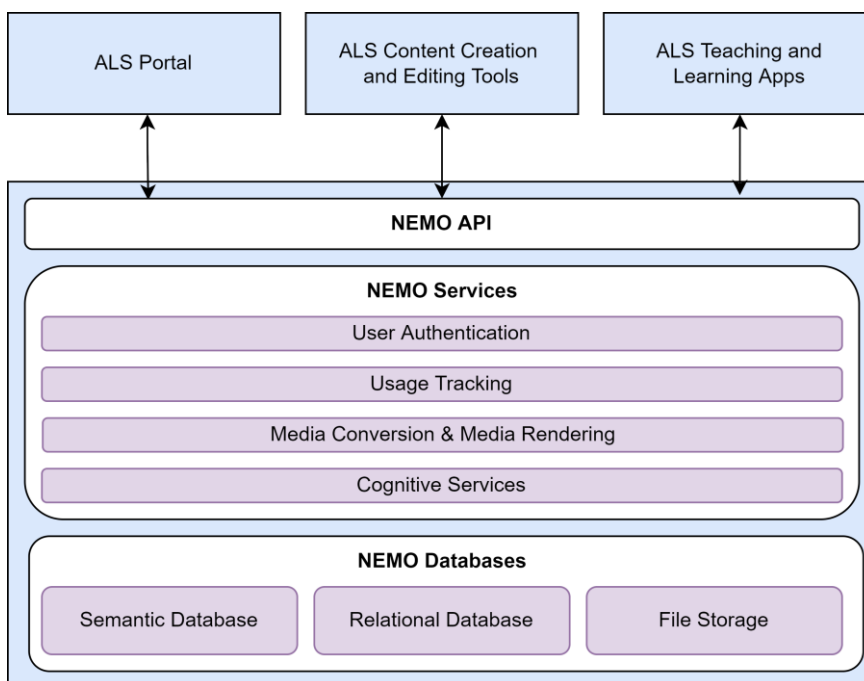 ALS Portal
ALS Content Creation
and Editing Tools
ALS Teaching and
Learning Apps
NEMO API
NEMO Services
User Authentication
Usage Tracking
Media Conversion & Media Rendering
Cognitive Services
NEMO Databases
Semantic Database
Relational Database
File Storage